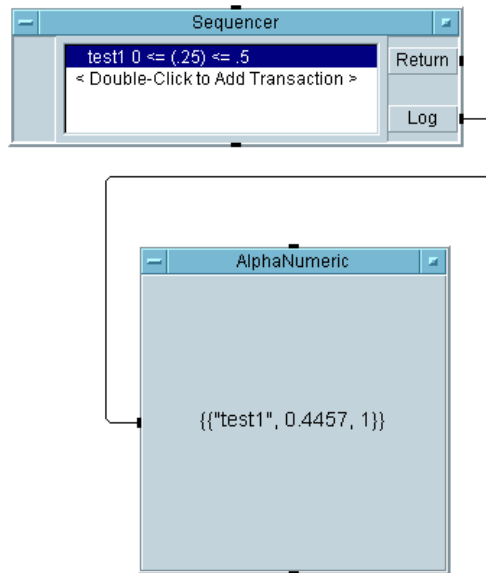 Sequencer
test1 0 <= (.25) <= .5
< Double-Click to Add Transaction >
Return
Log
AlphaNumeric
{{"test1", 0.4457, 1}}